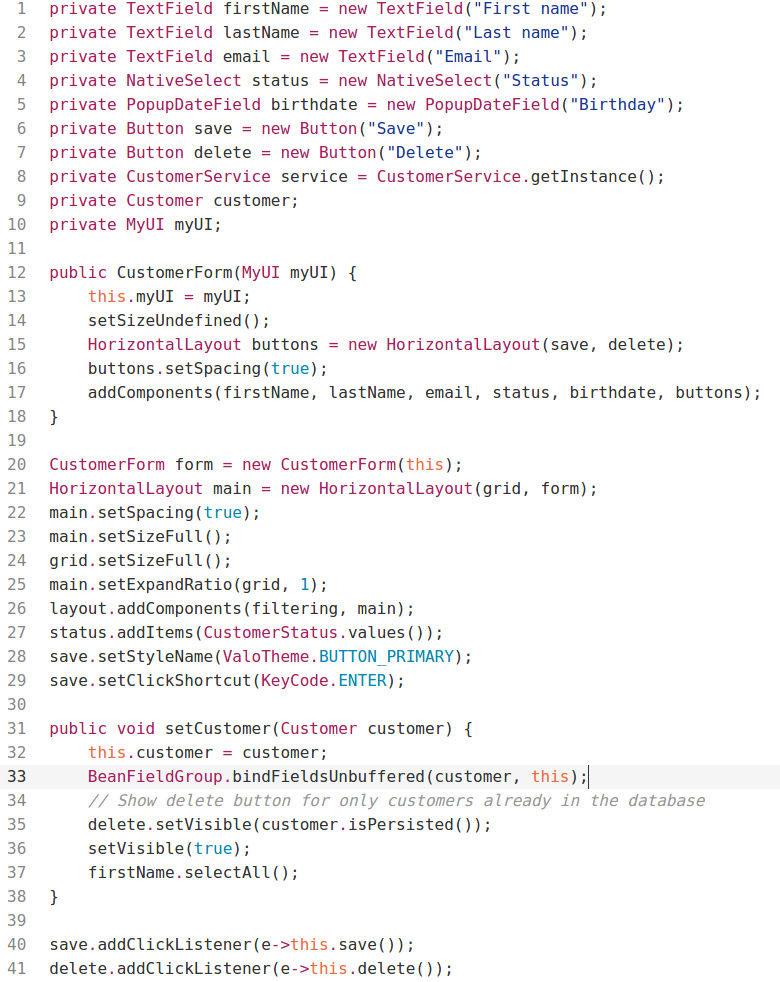 1 private TextField firstName = new TextField("First name");
2 private TextField lastName = new TextField("Last name");
3 private TextField email = new TextField("Email");
4 private NativeSelect status = new NativeSelect("Status");
5 private PopupDateField birthdate = new PopupDateField("Birthday");
6 private Button save = new Button("Save");
7 private Button delete = new Button("Delete");
8 private CustomerService service = CustomerService.getInstance();
9 private Customer customer;
10 private MyUI myUI;
11
12 public CustomerForm(MyUI myUI) {
13     this.myUI = myUI;
14     setSizeUndefined();
15     HorizontalLayout buttons = new HorizontalLayout(save, delete);
16     buttons.setSpacing(true);
17     addComponents(firstName, lastName, email, status, birthdate, buttons);
18 }
19
20 CustomerForm form = new CustomerForm(this);
21 HorizontalLayout main = new HorizontalLayout(grid, form);
22 main.setSpacing(true);
23 main.setSizeFull();
24 grid.setSizeFull();
25 main.setExpandRatio(grid, 1);
26 layout.addComponents(filtering, main);
27 status.addItems(CustomerStatus.values());
28 save.setStyleName(ValoTheme.BUTTON_PRIMARY);
29 save.setClickShortcut(KeyCode.ENTER);
30
31 public void setCustomer(Customer customer) {
32     this.customer = customer;
33     BeanFieldGroup.bindFieldsUnbuffered(customer, this);
34     // Show delete button for only customers already in the database
35     delete.setVisible(customer.isPersisted());
36     setVisible(true);
37     firstName.selectAll();
38 }
39
40 save.addClickListener(e->this.save());
41 delete.addClickListener(e->this.delete());